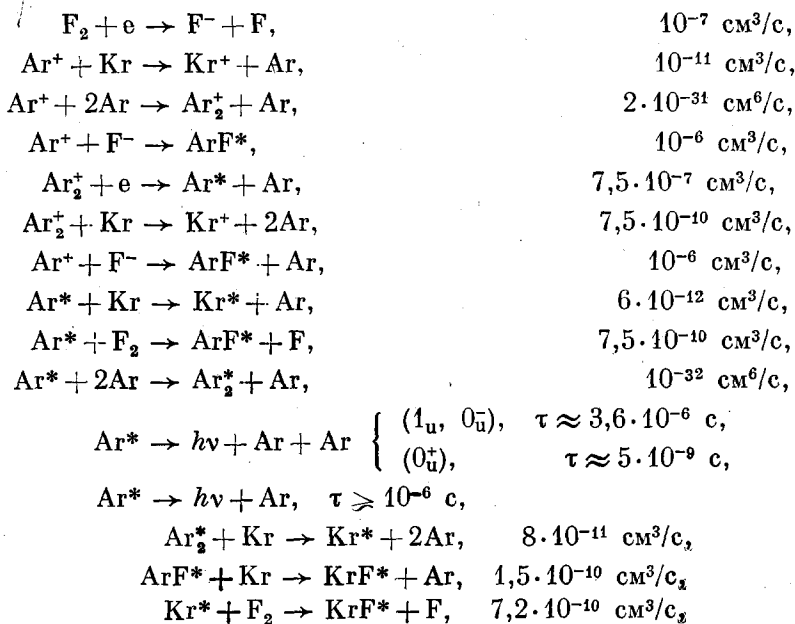 F₂ + e → F⁻ + F, 10⁻⁷ см³/с,
Ar⁺ + Kr → Kr⁺ + Ar, 10⁻¹¹ см³/с,
Ar⁺ + 2Ar → Ar₂⁺ + Ar, 2·10⁻³¹ см⁶/с,
Ar⁺ + F⁻ → ArF*, 10⁻⁶ см³/с,
Ar₂⁺ + e → Ar* + Ar, 7,5·10⁻⁷ см³/с,
Ar₂⁺ + Kr → Kr⁺ + 2Ar, 7,5·10⁻¹⁰ см³/с,
Ar⁺ + F⁻ → ArF* + Ar, 10⁻⁶ см³/с,
Ar* + Kr → Kr* + Ar, 6·10⁻¹² см³/с,
Ar* + F₂ → ArF* + F, 7,5·10⁻¹⁰ см³/с,
Ar* + 2Ar → Ar₂* + Ar, 10⁻³² см⁶/с,
Ar* → hν + Ar + Ar { (1ᵤ, 0ᵤ⁻), τ ≈ 3,6·10⁻⁶ с,
(0ᵤ⁺), τ ≈ 5·10⁻⁹ с,
Ar* → hν + Ar, τ ⩾ 10⁻⁶ с,
Ar₂* + Kr → Kr* + 2Ar, 8·10⁻¹¹ см³/с,
ArF* + Kr → KrF* + Ar, 1,5·10⁻¹⁰ см³/с,
Kr* + F₂ → KrF* + F, 7,2·10⁻¹⁰ см³/с,